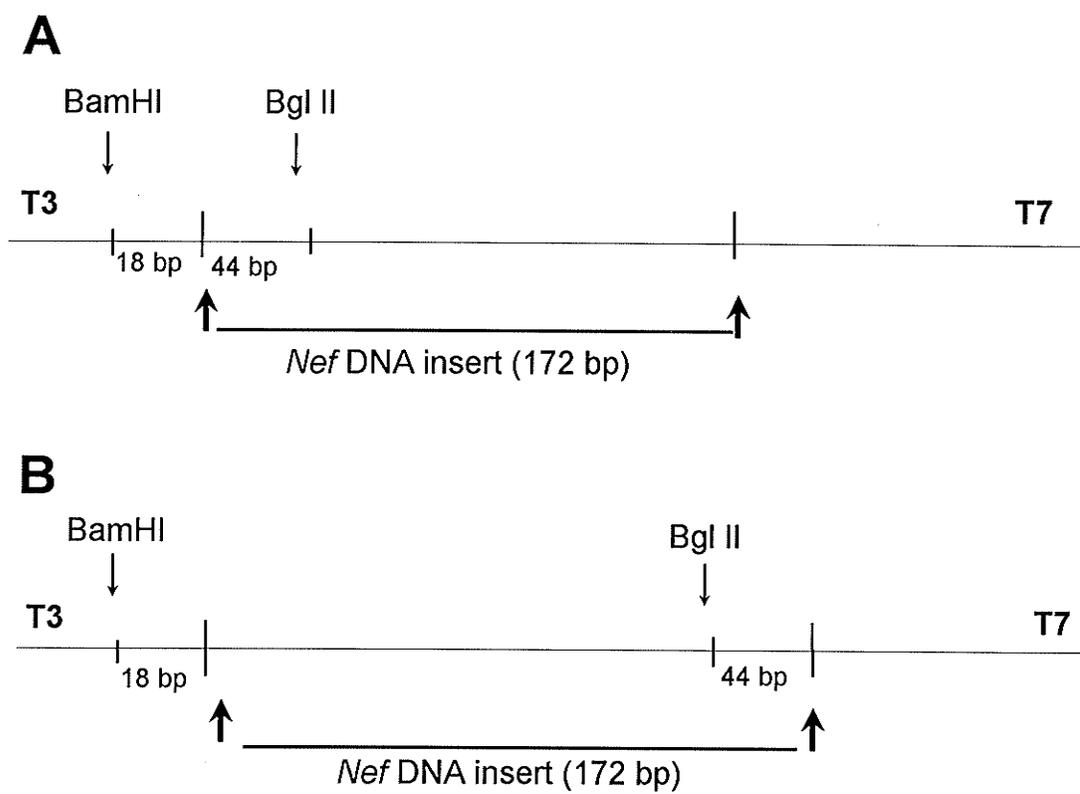 A
BamHI
Bgl II
T3
T7
18 bp
44 bp
Nef DNA insert (172 bp)
B
BamHI
Bgl II
T3
T7
18 bp
44 bp
Nef DNA insert (172 bp)